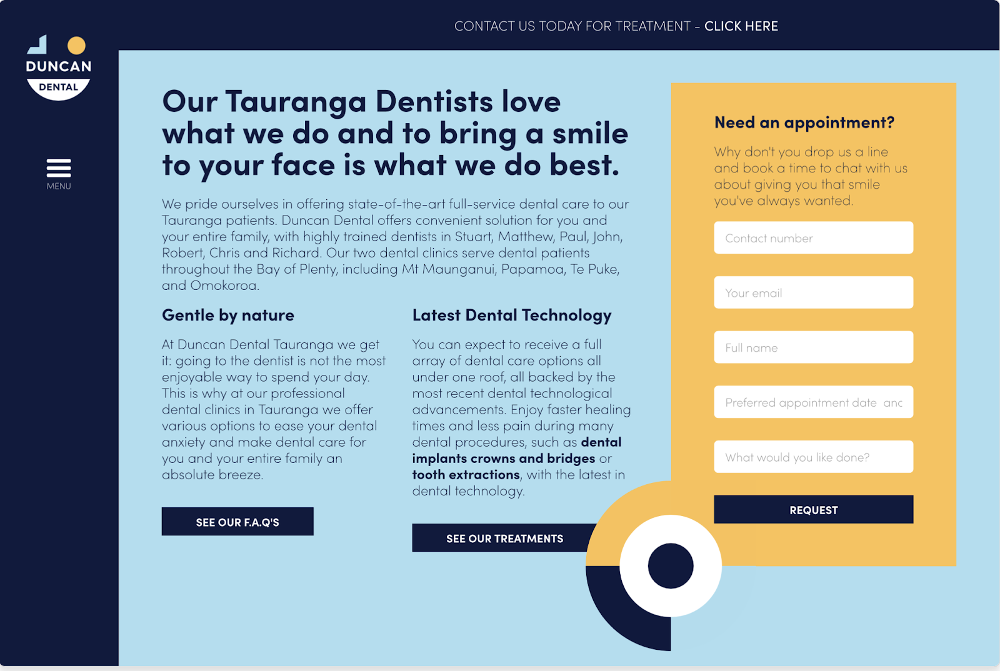 CONTACT US TODAY FOR TREATMENT - CLICK HERE
DUNCAN
DENTAL
MENU
Our Tauranga Dentists love
what we do and to bring a smile
to your face is what we do best.
We pride ourselves in offering state-of-the-art full-service dental care to our
Tauranga patients. Duncan Dental offers convenient solution for you and
your entire family, with highly trained dentists in Stuart, Matthew, Paul, John,
Robert, Chris and Richard. Our two dental clinics serve dental patients
throughout the Bay of Plenty, including Mt Maunganui, Papamoa, Te Puke,
and Omokoroa.
Gentle by nature
At Duncan Dental Tauranga we get
it: going to the dentist is not the most
enjoyable way to spend your day.
This is why at our professional
dental clinics in Tauranga we offer
various options to ease your dental
anxiety and make dental care for
you and your entire family an
absolute breeze.
SEE OUR F.A.Q'S
Latest Dental Technology
You can expect to receive a full
array of dental care options all
under one roof, all backed by the
most recent dental technological
advancements. Enjoy faster healing
times and less pain during many
dental procedures, such as dental
implants crowns and bridges or
tooth extractions, with the latest in
dental technology.
SEE OUR TREATMENTS
Need an appointment?
Why don't you drop us a line
and book a time to chat with us
about giving you that smile
you've always wanted.
Contact number
Your email
Full name
Preferred appointment date anc
What would you like done?
REQUEST